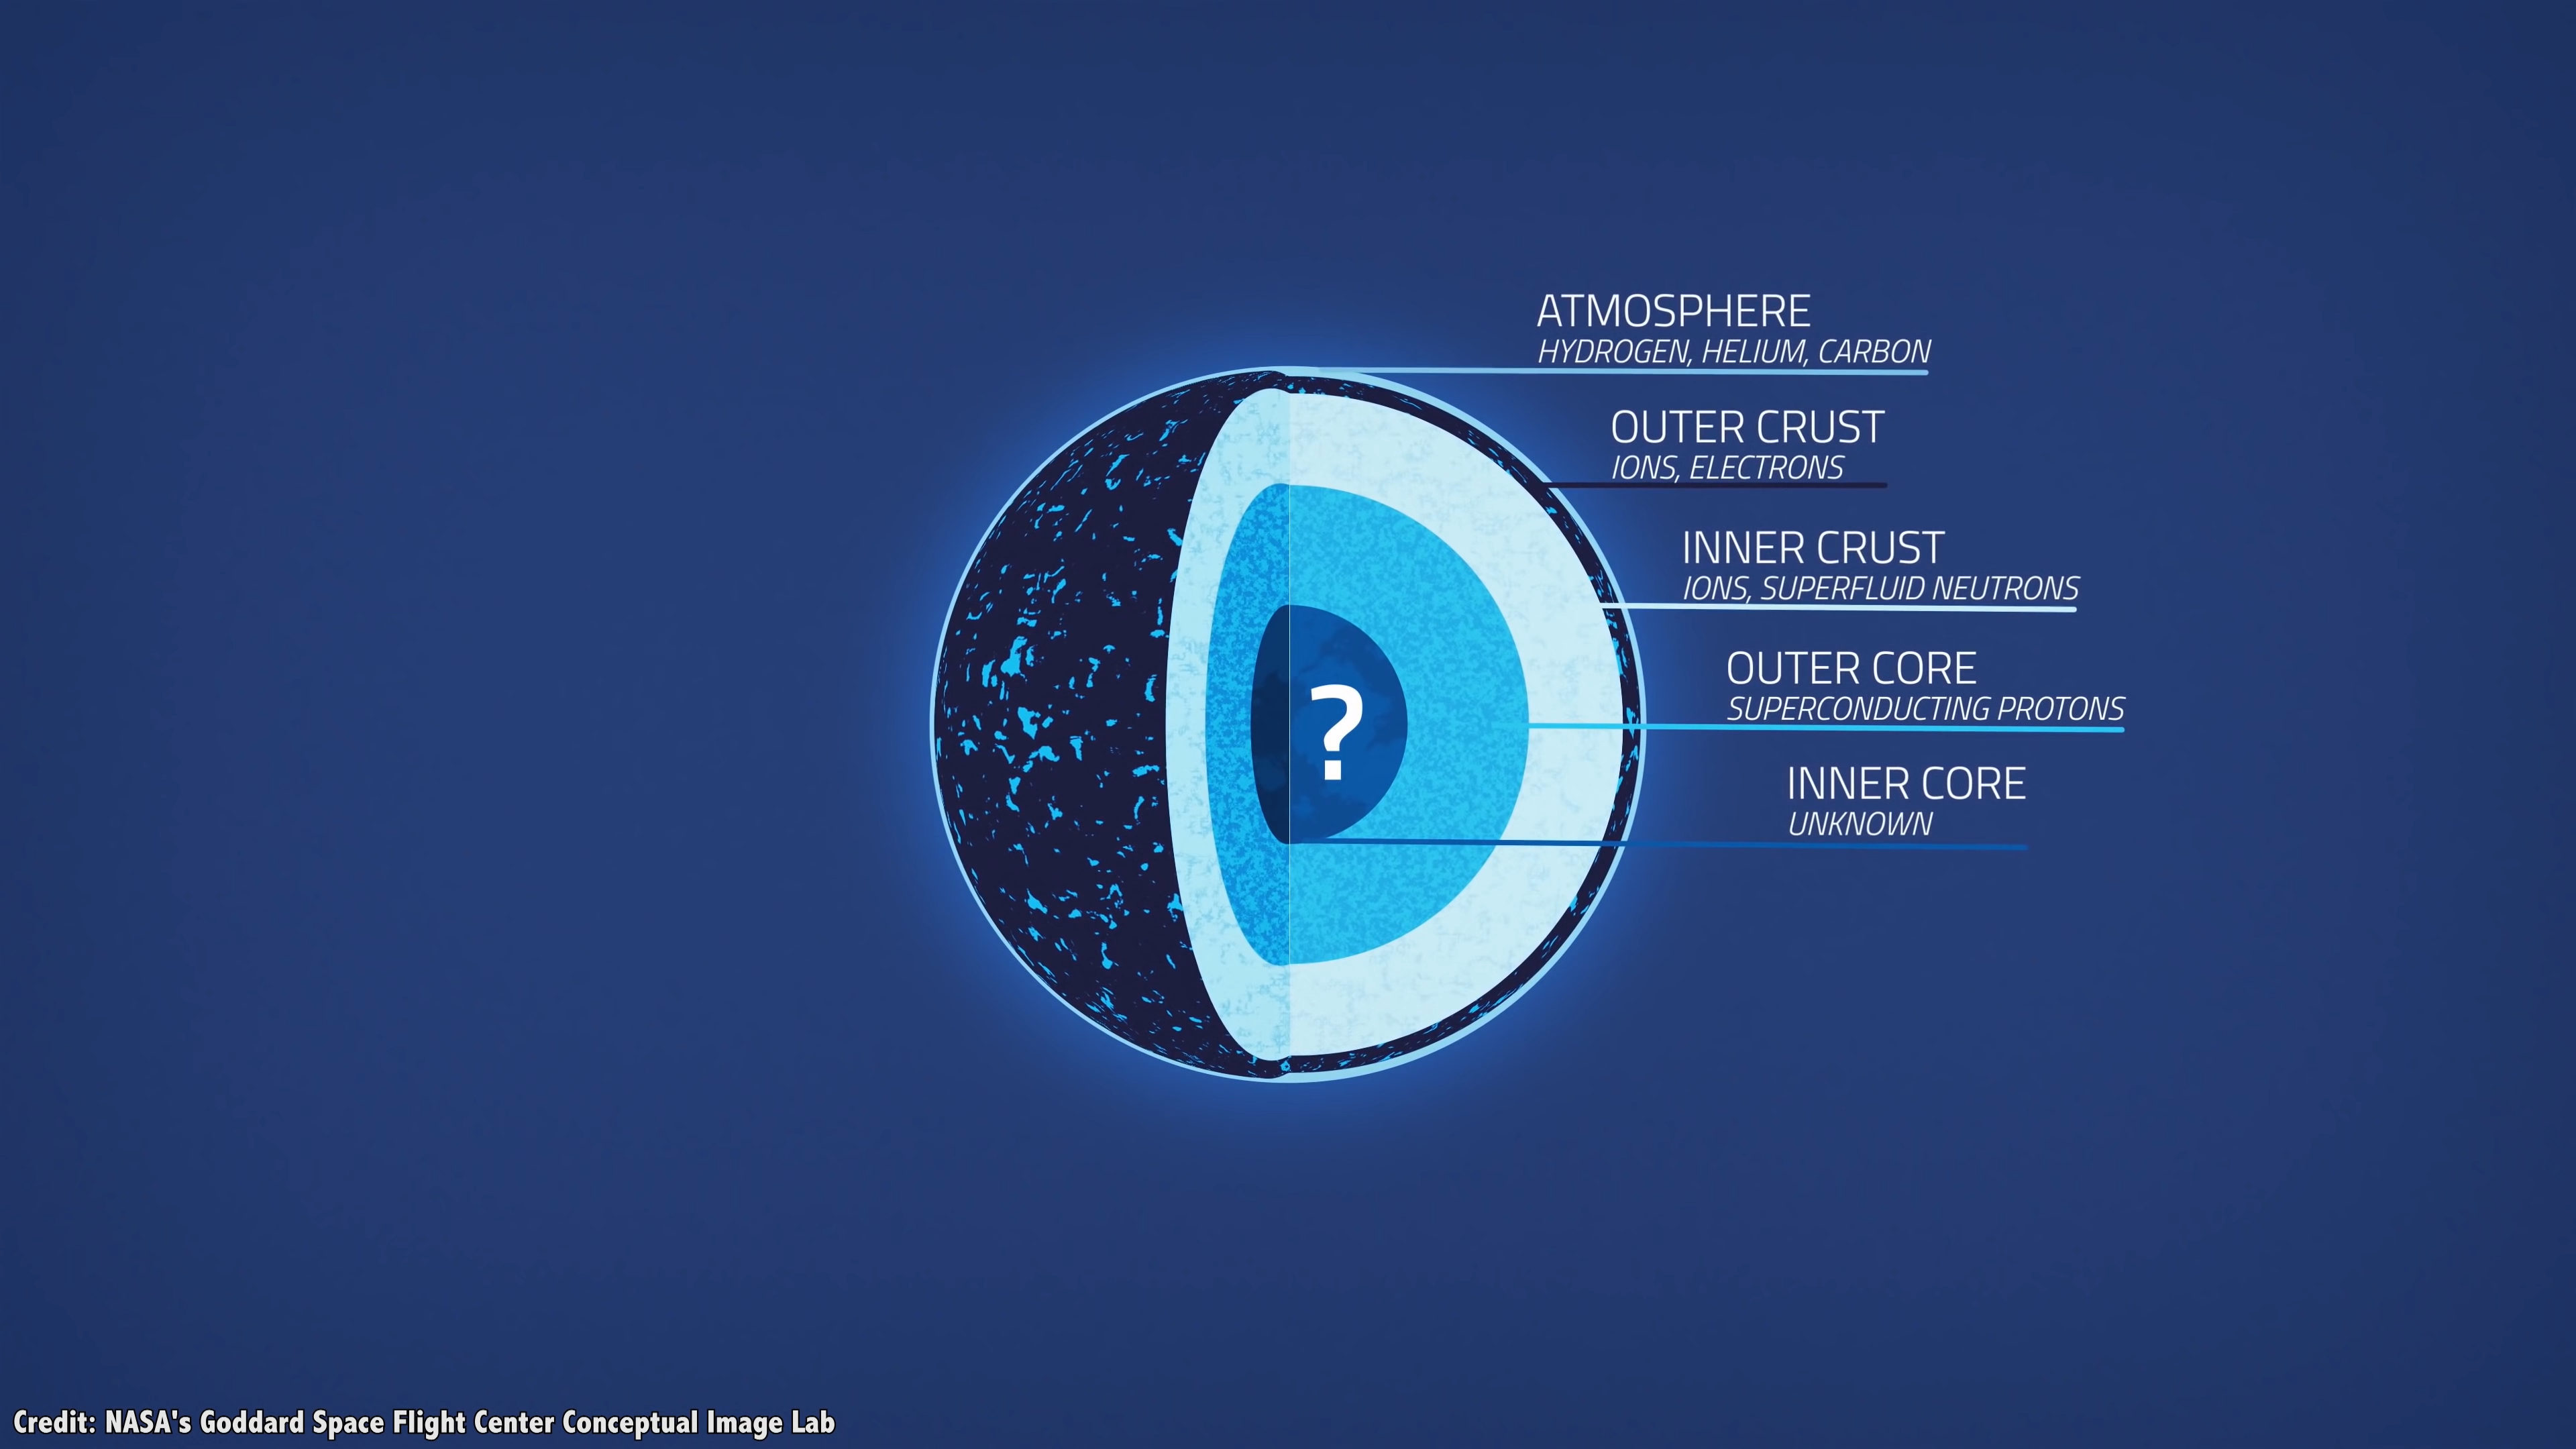 ATMOSPHERE
HYDROGEN, HELIUM, CARBON
OUTER CRUST
IONS, ELECTRONS
INNER CRUST
IONS, SUPERFLUID NEUTRONS
OUTER CORE
SUPERCONDUCTING PROTONS
?
INNER CORE
UNKNOWN
Credit: NASA's Goddard Space Flight Center Conceptual Image Lab